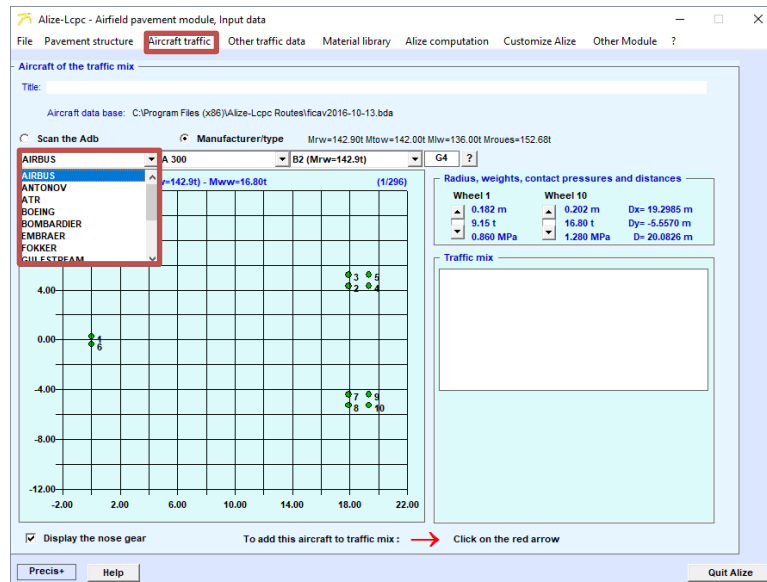 Alize-Lcpc - Airfield pavement module, Input data
File Pavement structure Aircraft traffic Other traffic data Material library Alize computation Customize Alize Other Module ?
Aircraft of the traffic mix
Title:
Aircraft data base: C:\Program Files (x86)\Alize-Lcpc Routes\ficav2016-10-13.bda
Scan the Adb Manufacturer/type Mrw=142.90t Mtow=142.00t Mlw=136.00t Mroues=152.68t
AIRBUS A 300 B2 (Mrw=142.9t) G4 ?
AIRBUS
ANTONOV
ATR
BOEING
BOMBARDIER
EMBRAER
FOKKER
GULFSTREAM
=142.9t) - Mww=16.80t (1/296)
Radius, weights, contact pressures and distances
Wheel 1 Wheel 10
0.182 m 0.202 m Dx= 19.2985 m
9.15 t 16.80 t Dy= -5.5570 m
0.860 MPa 1.280 MPa D= 20.0826 m
Traffic mix
3 5
4.00 2 4
0.00 1
6
-4.00 7 9
8 10
-8.00
-12.00
-2.00 2.00 6.00 10.00 14.00 18.00 22.00
Display the nose gear To add this aircraft to traffic mix : Click on the red arrow
Precis+ Help Quit Alize